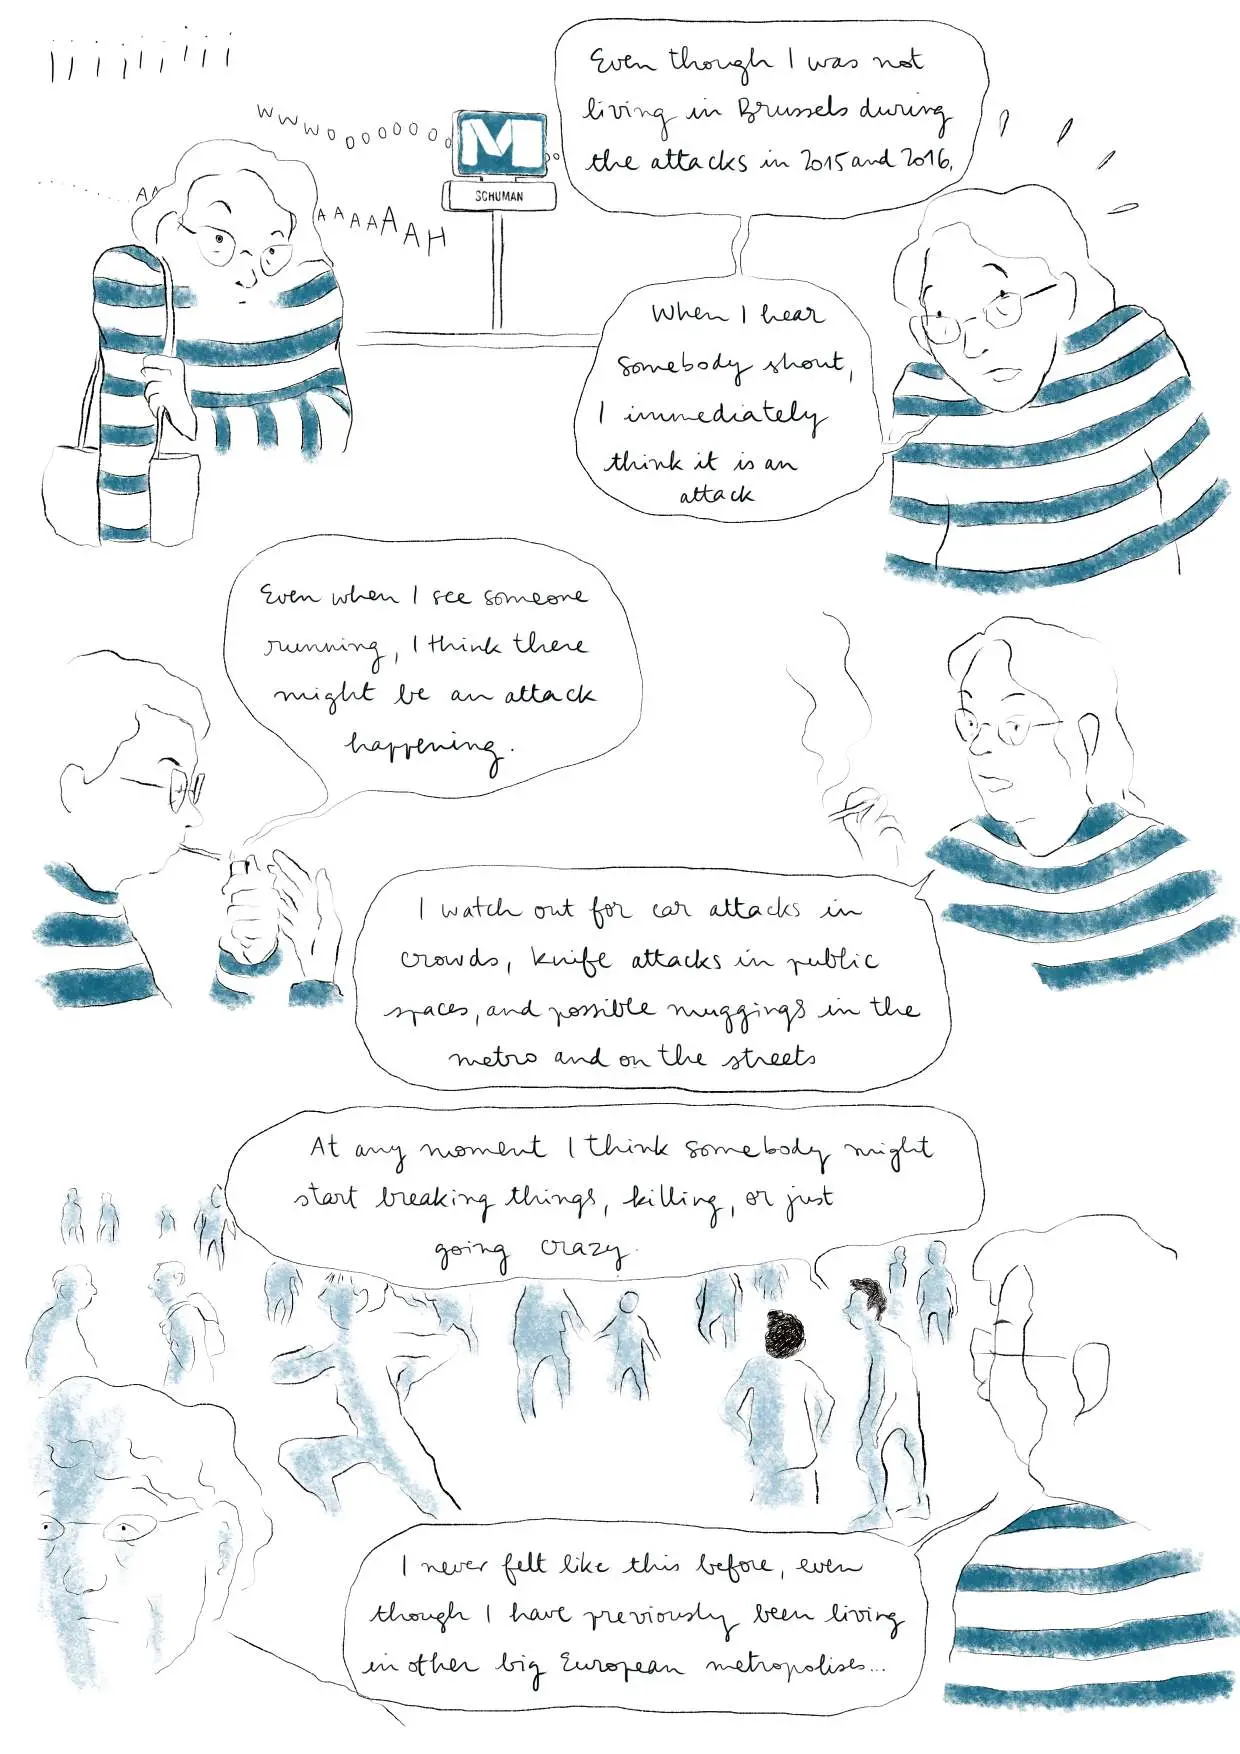 iiiiiiii
Even though I was not
living in Brussels during
the attacks in 2015 and 2016.
WWWOOOOOOO
M
SCHUMAN
AAAAAAAH
When I hear
somebody shout,
I immediately
think it is an
attack
Even when I see someone
running, I think there
might be an attack
happening.
I watch out for car attacks in
crowds, knife attacks in public
spaces, and possible muggings in the
metro and on the streets
At any moment I think somebody might
start breaking things, killing, or just
going crazy.
I never felt like this before, even
though I have previously been living
in other big European metropolises...